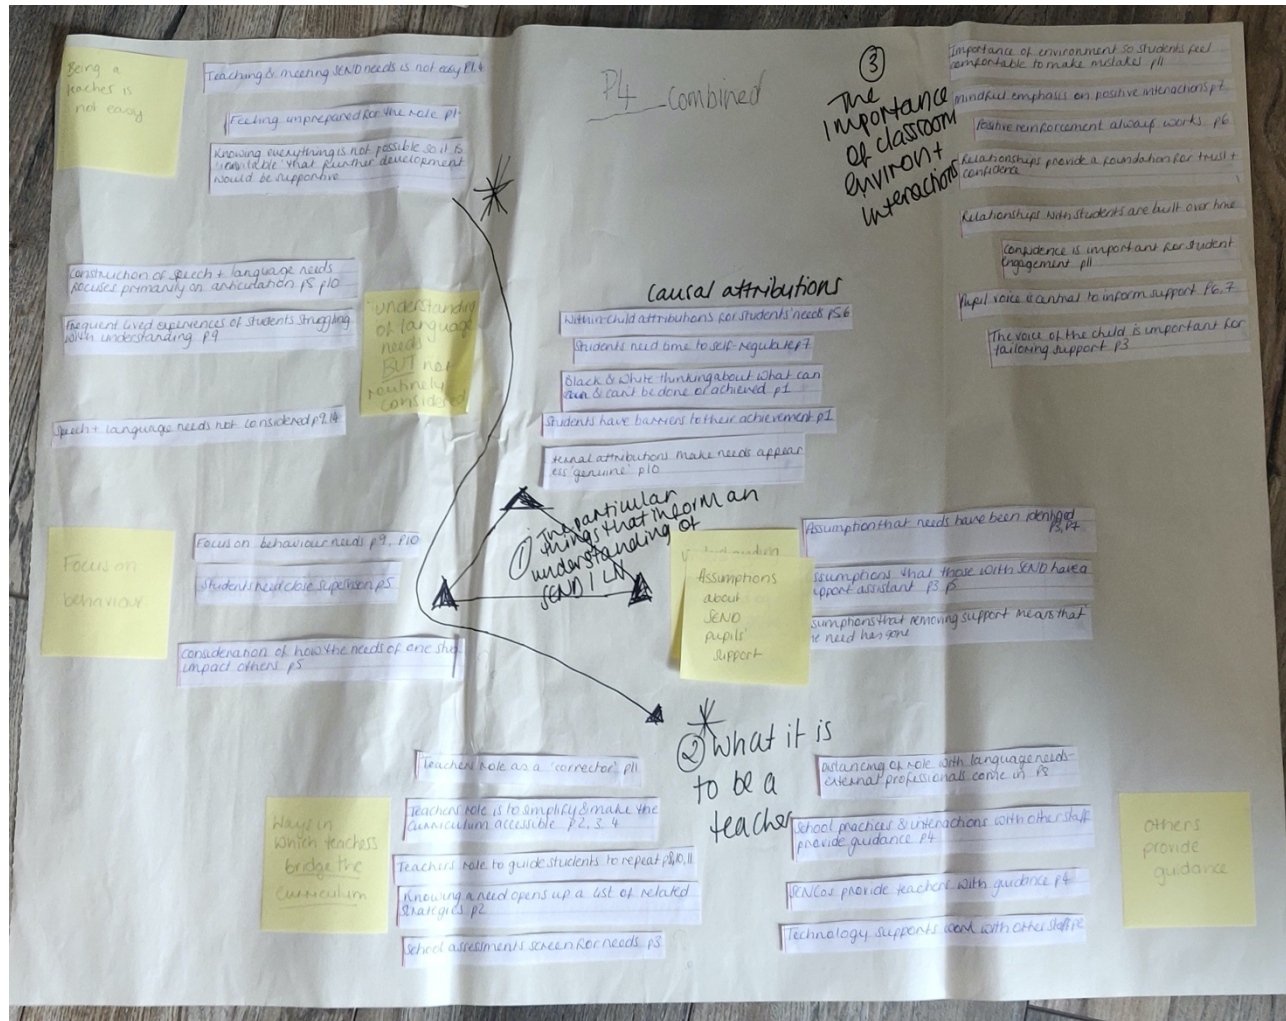 P4 Combined
Being a
teacher is
not easy
Teaching & meeting SEND needs is not easy P1,4
Feeling unprepared for the role p1
Knowing everything is not possible so it is
inevitable that further development
would be supportive
Construction of speech + language needs
focuses primarily on articulation p5 p10
Frequent lived experiences of students struggling
with understanding p9
Speech + language needs not considered p9,14
understanding
of language
needs
BUT not
routinely
considered
Focus on
behaviour
Focus on behaviour needs p9, p10
Students need close supervision p5
Consideration of how the needs of one stud
impact others p5
causal attributions
Within-child attributions for students' needs p5,6
Students need time to self-regulate p7
Black & White thinking about what can
& cant be done or achieved p1
Students have barriers to their achievement p1
ternal attributions make needs appear
ess 'genuine' p10
1 The particular
things that inform an
understanding of
SEND / LN
Assumptions
about
SEND
pupils'
support
Assumption that needs have been identified
p3, p7
ssumptions that those with SEND have a
pport assistant p3 p5
sumptions that removing support means that
e need has gone
3
The
importance
of classroom
environ +
interactions
Importance of environment so students feel
comfortable to make mistakes p11
mindful emphasis on positive interactions p7
Positive reinforcement always works p6
Relationships provide a foundation for trust +
confidence
Relationships with students are built over time
Confidence is important for student
engagement p11
Pupil voice is central to inform support p6,7
The voice of the child is important for
tailoring support p3
2 What it is
to be a
teacher
Ways in
which teachers
bridge the
curriculum
Teachers role as a 'corrector' p11
Teachers role is to simplify & make the
curriculum accessible p2, 3, 4
Teachers role to guide students to repeat p9,10,11
Knowing a need opens up a list of related
strategies p2
School assessments screen for needs p3
Distancing of role with language needs-
external professionals come in p8
School practices & interactions with other staff
provide guidance p4
SENCos provide teachers with guidance p4
Technology supports work with other staff
others
provide
guidance